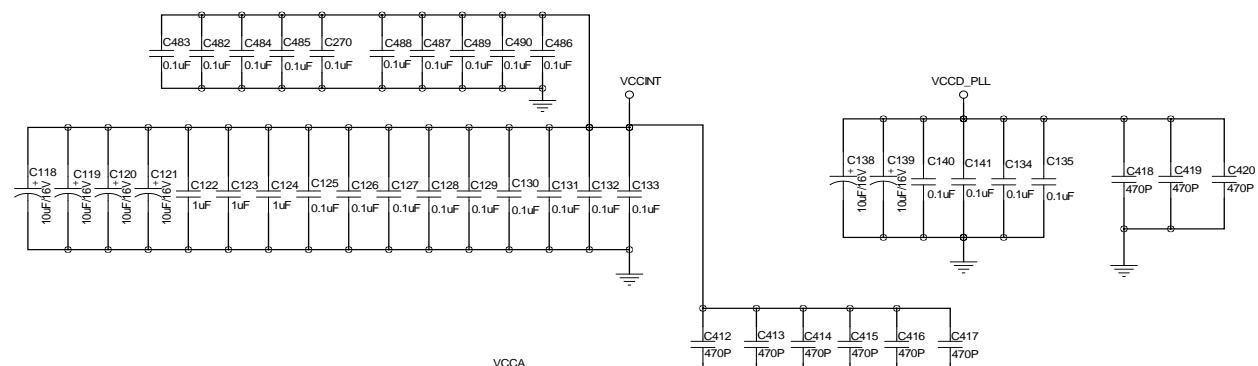 C483 C482 C484 C485 C270 C488 C487 C489 C490 C486
0.1uF 0.1uF 0.1uF 0.1uF 0.1uF 0.1uF 0.1uF 0.1uF 0.1uF 0.1uF
VCCINT
VCCD_PLL
C118 C119 C120 C121 C122 C123 C124 C125 C126 C127 C128 C129 C130 C131 C132 C133
+ + + +
10uF/16V 10uF/16V 10uF/16V 10uF/16V 1uF 1uF 1uF 0.1uF 0.1uF 0.1uF 0.1uF 0.1uF 0.1uF 0.1uF 0.1uF 0.1uF
C138 C139 C140 C141 C134 C135
+ +
10uF/16V 10uF/16V 0.1uF 0.1uF 0.1uF 0.1uF
C418 C419 C420
470P 470P 470P
C412 C413 C414 C415 C416 C417
470P 470P 470P 470P 470P 470P
VCCA